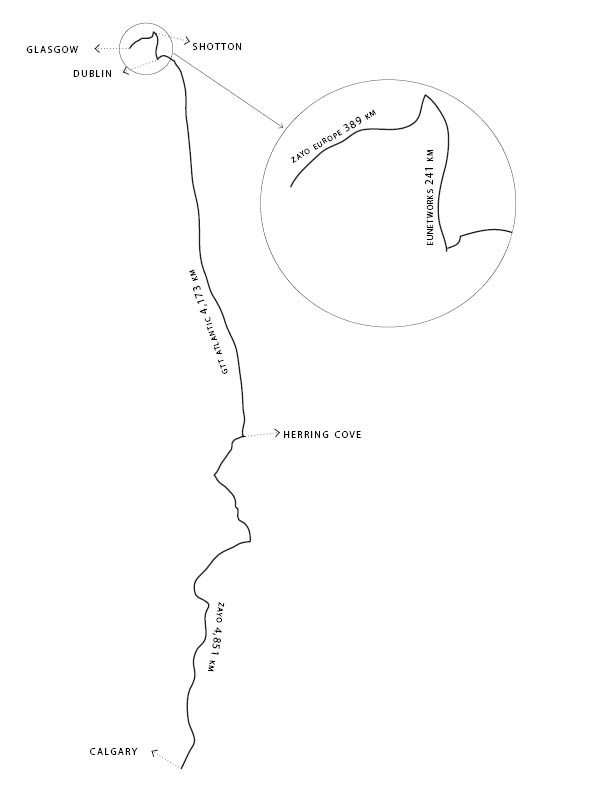 GLASGOW
SHOTTON
DUBLIN
ZAYO EUROPE 389 KM
EUNETWORKS 241 KM
GTT ATLANTIC 4,173 KM
HERRING COVE
ZAYO 4,851 KM
CALGARY